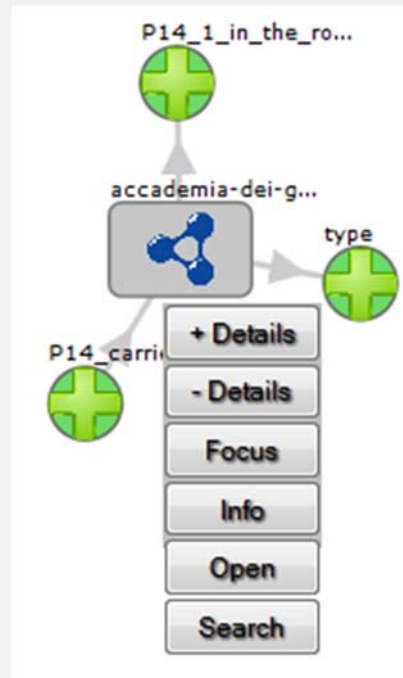 P14_1_in_the_ro...
accademia-dei-g...
type
P14_carri
+ Details
- Details
Focus
Info
Open
Search